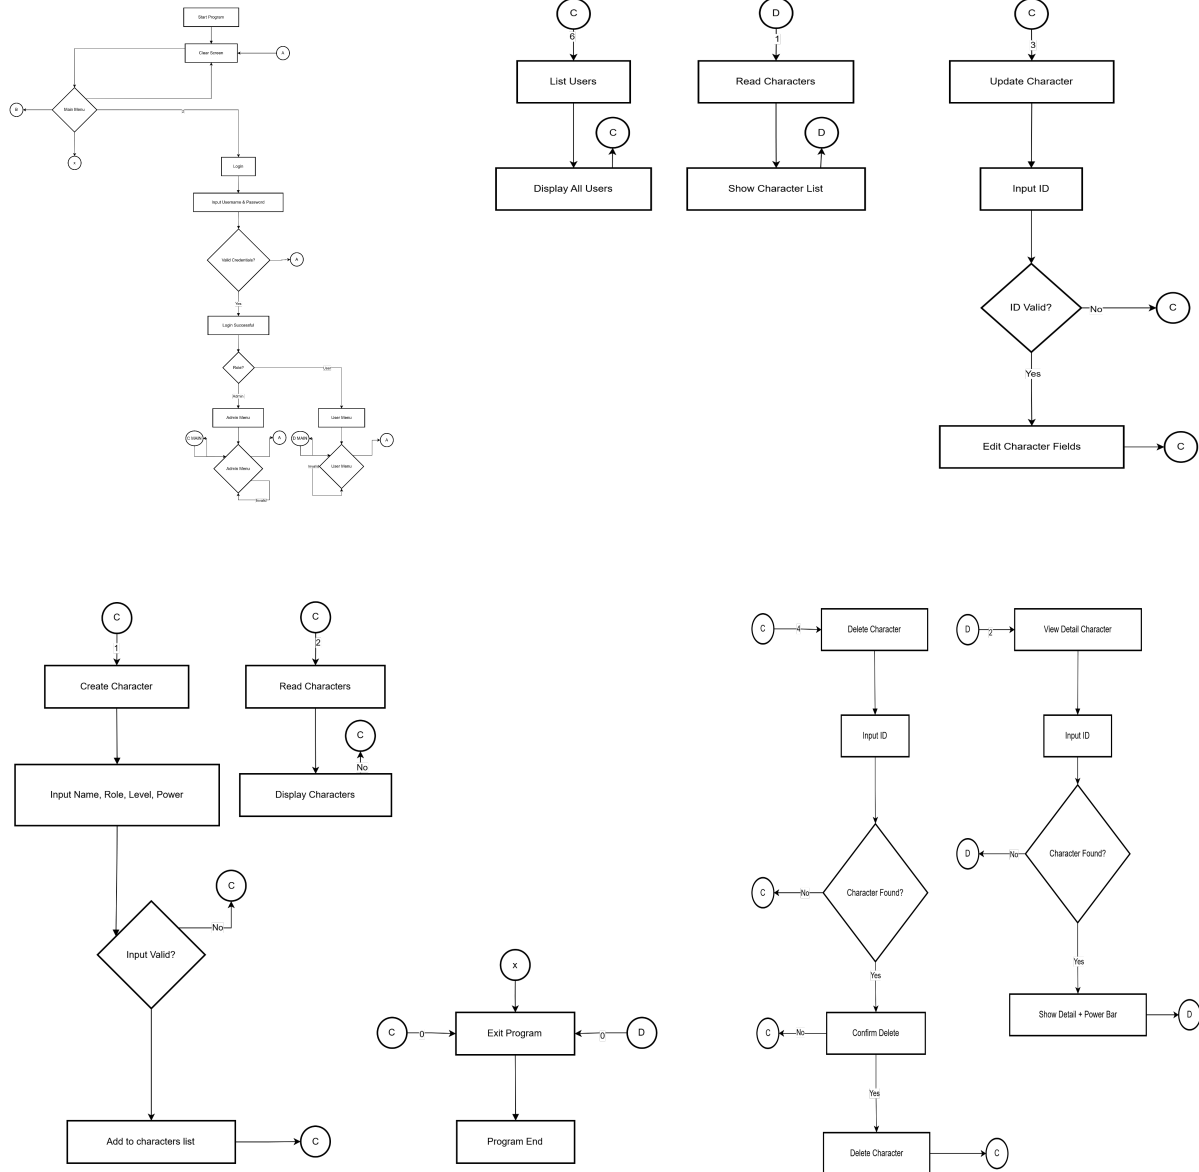 Start Program
Clear Screen
A
Main Menu
B
x
Login
Input Username & Password
Valid Credentials?
A
Yes
Login Successful
Role?
Admin Menu
User Menu
C MAIN
A
D MAIN
A
Admin Menu
User Menu
C
6
List Users
C
Display All Users
D
1
Read Characters
D
Show Character List
C
3
Update Character
Input ID
ID Valid?
No
C
Yes
Edit Character Fields
C
C
1
Create Character
Input Name, Role, Level, Power
C
No
Input Valid?
Add to characters list
C
C
2
Read Characters
C
No
Display Characters
x
C
0
Exit Program
0
D
Program End
C
4
Delete Character
Input ID
Character Found?
No
C
Yes
Confirm Delete
No
C
Yes
Delete Character
C
D
2
View Detail Character
Input ID
Character Found?
No
D
Yes
Show Detail + Power Bar
D